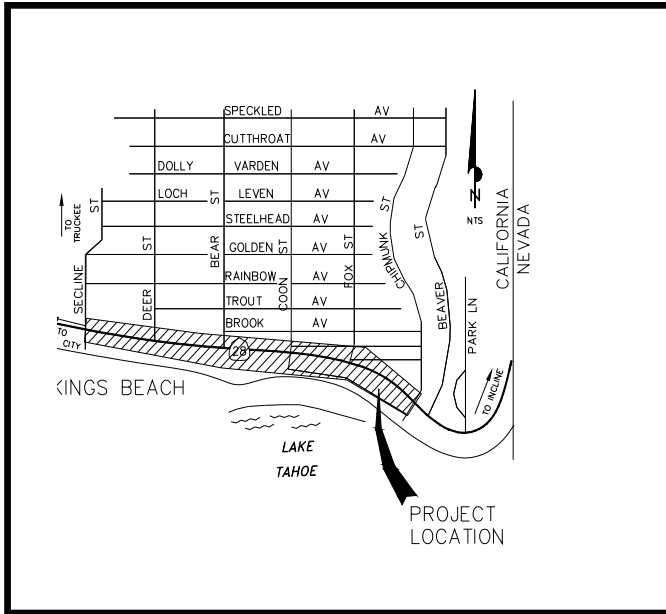 SPECKLED AV
CUTTHROAT AV
DOLLY VARDEN AV
LOCH LEVEN AV
STEELHEAD AV
GOLDEN AV
RAINBOW AV
TROUT AV
BROOK AV
TO TRUCKEE
SECLINE ST
DEER ST
BEAR ST
COON ST
FOX ST
CHIPMUNK ST
BEAVER ST
PARK LN
N
NTS
CALIFORNIA
NEVADA
TO CITY
28
TO INCLINE
KINGS BEACH
LAKE
TAHOE
PROJECT
LOCATION